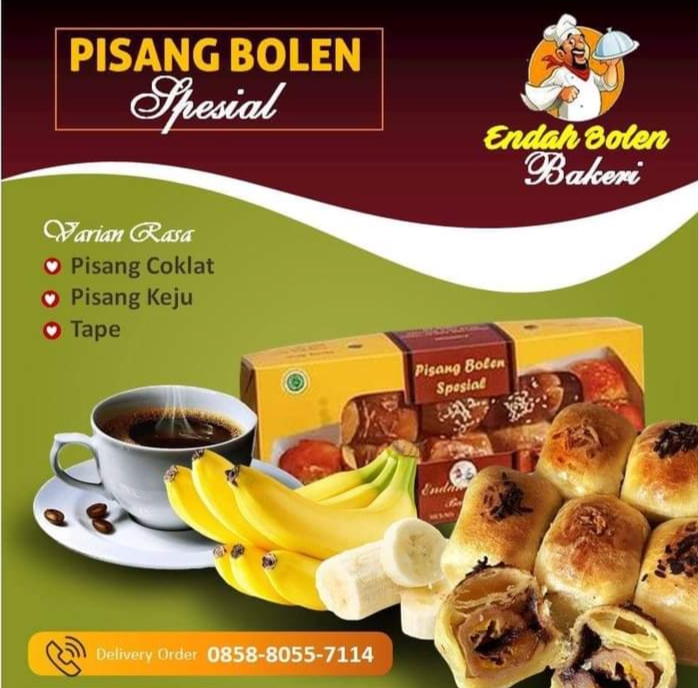 PISANG BOLEN
Spesial
Endah Bolen
Bakeri
Varian Rasa
Pisang Coklat
Pisang Keju
Tape
Pisang Bolen
Spesial
Delivery Order 0858-8055-7114